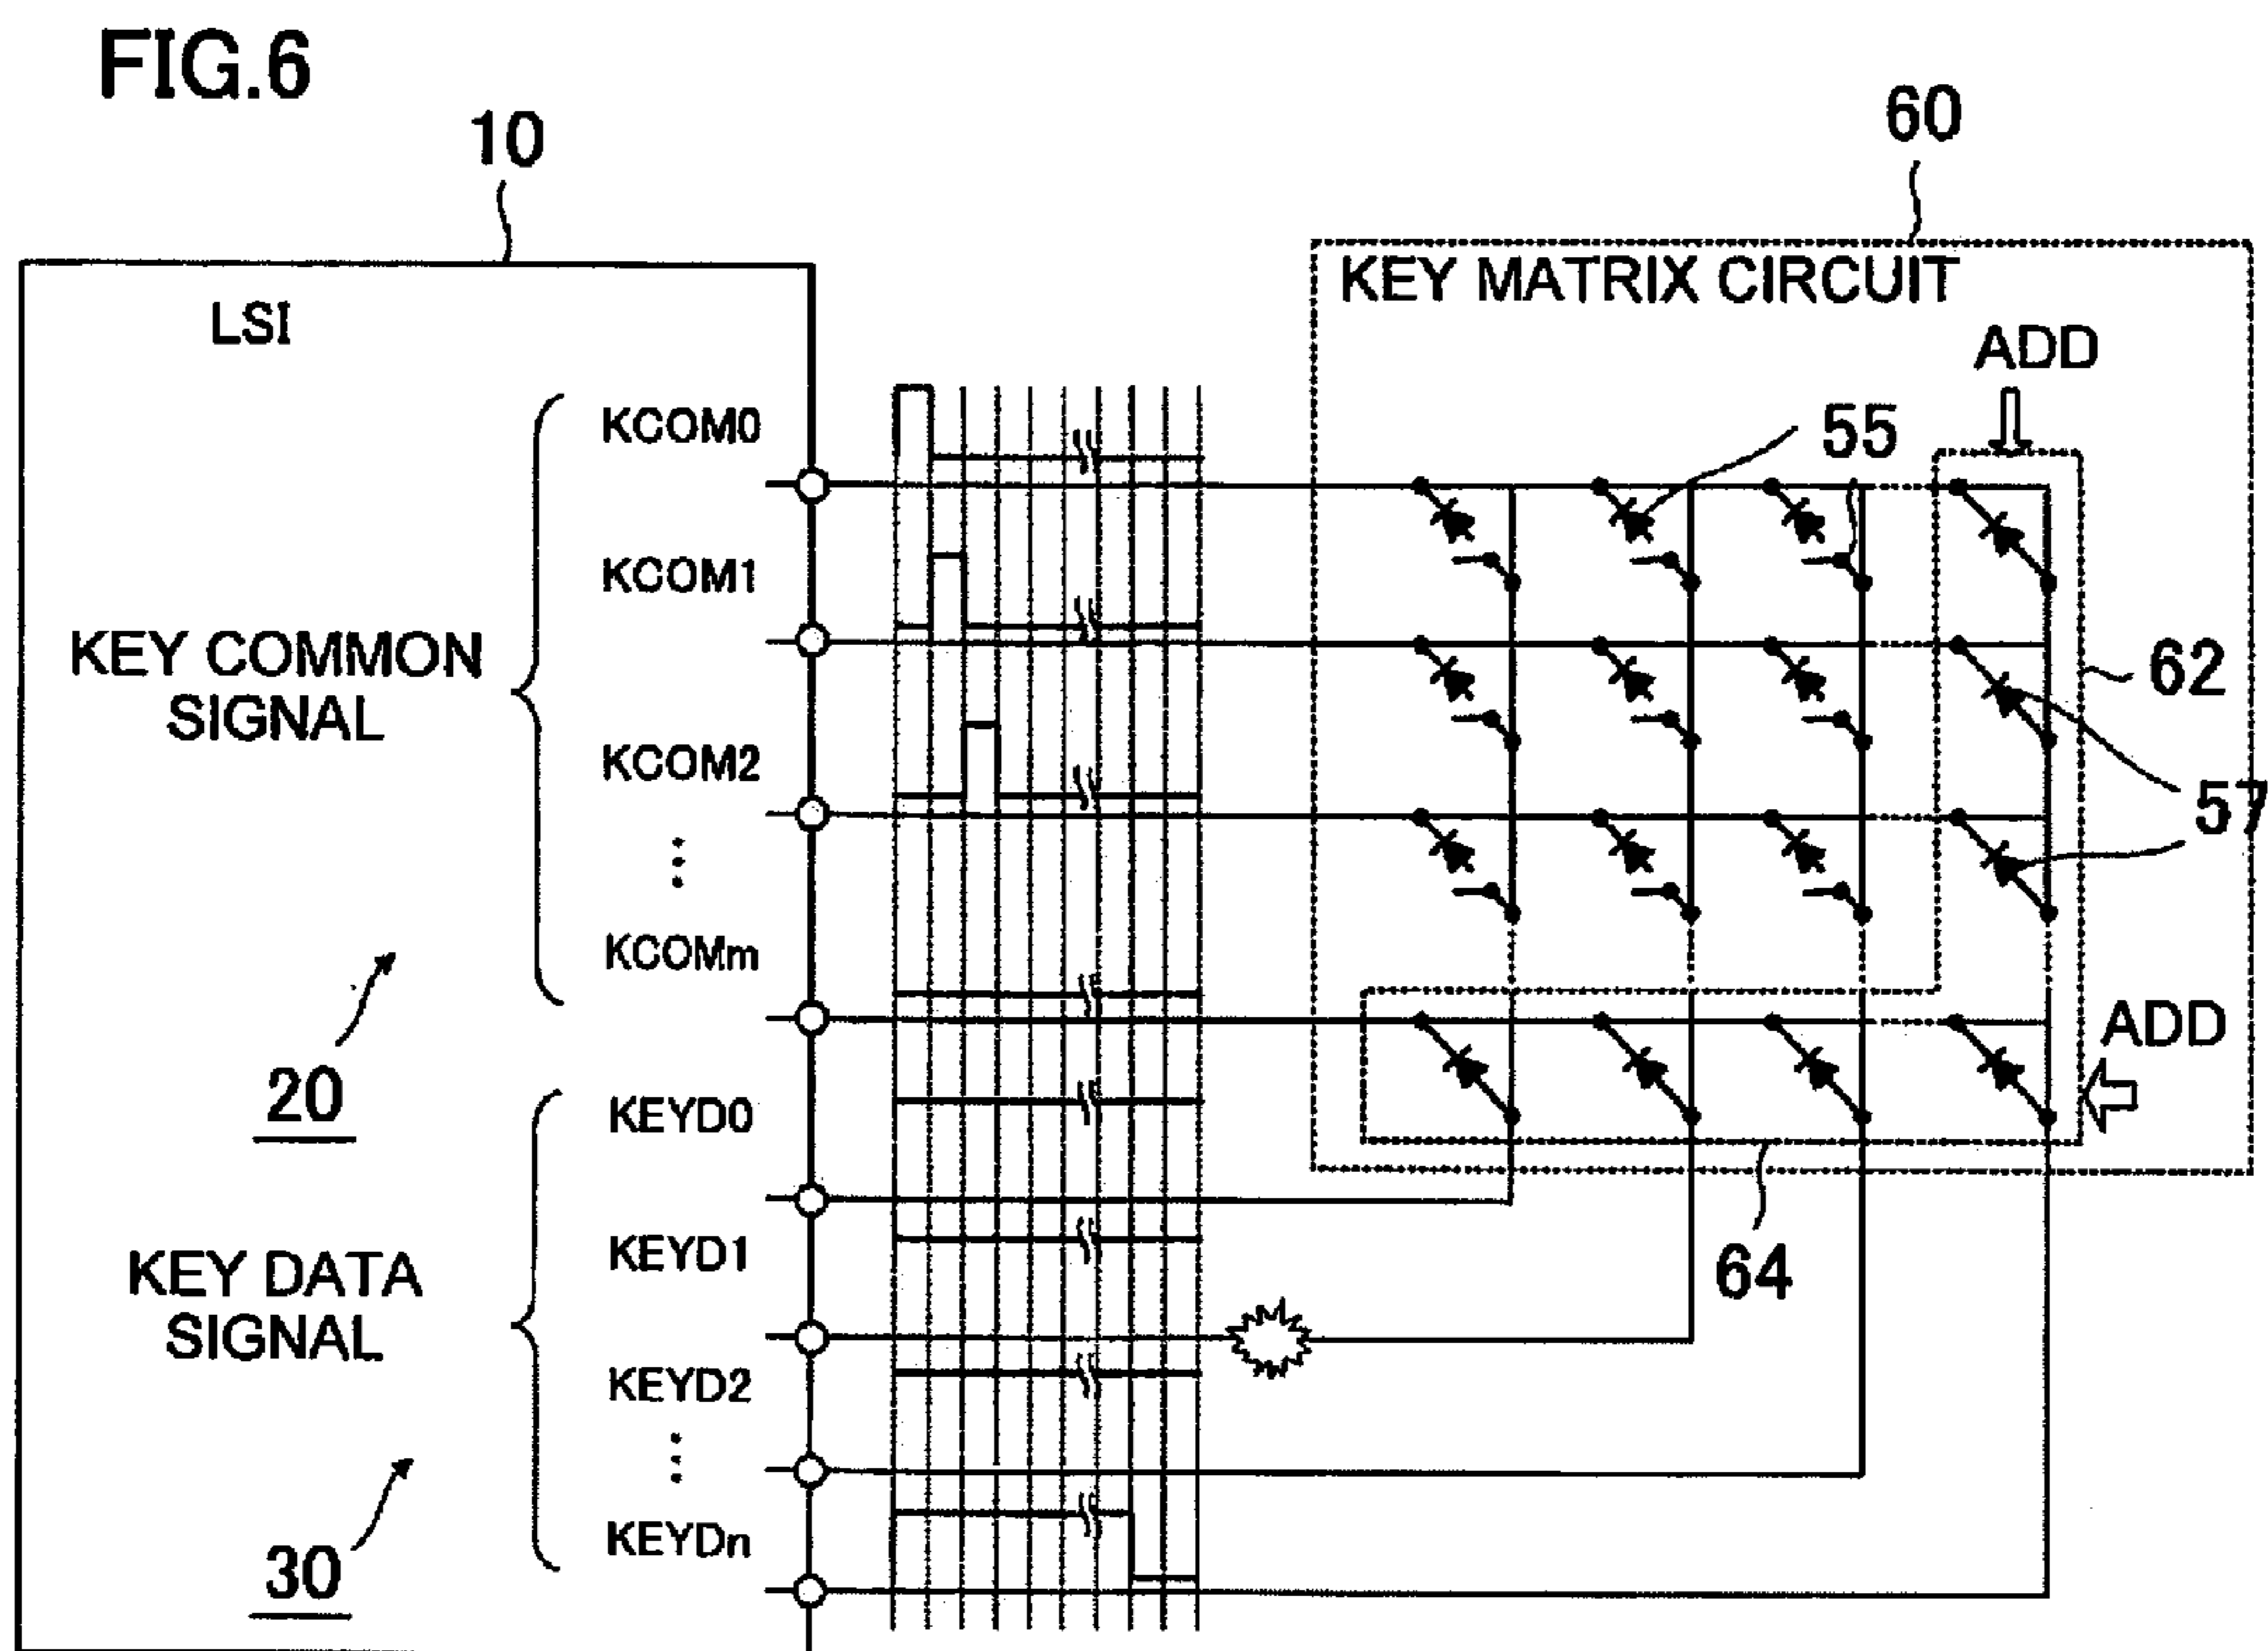 FIG.6
10
60
LSI
KEY MATRIX CIRCUIT
ADD
KCOM0
55
KCOM1
KEY COMMON
SIGNAL
62
KCOM2
57
⋮
KCOMm
ADD
20
KEYD0
KEYD1
64
KEY DATA
SIGNAL
KEYD2
⋮
KEYDn
30